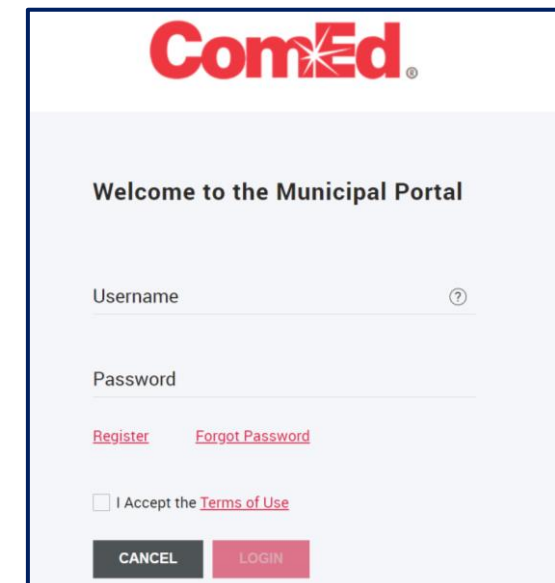 ComEd®
Welcome to the Municipal Portal
Username ?
Password
Register Forgot Password
I Accept the Terms of Use
CANCEL LOGIN